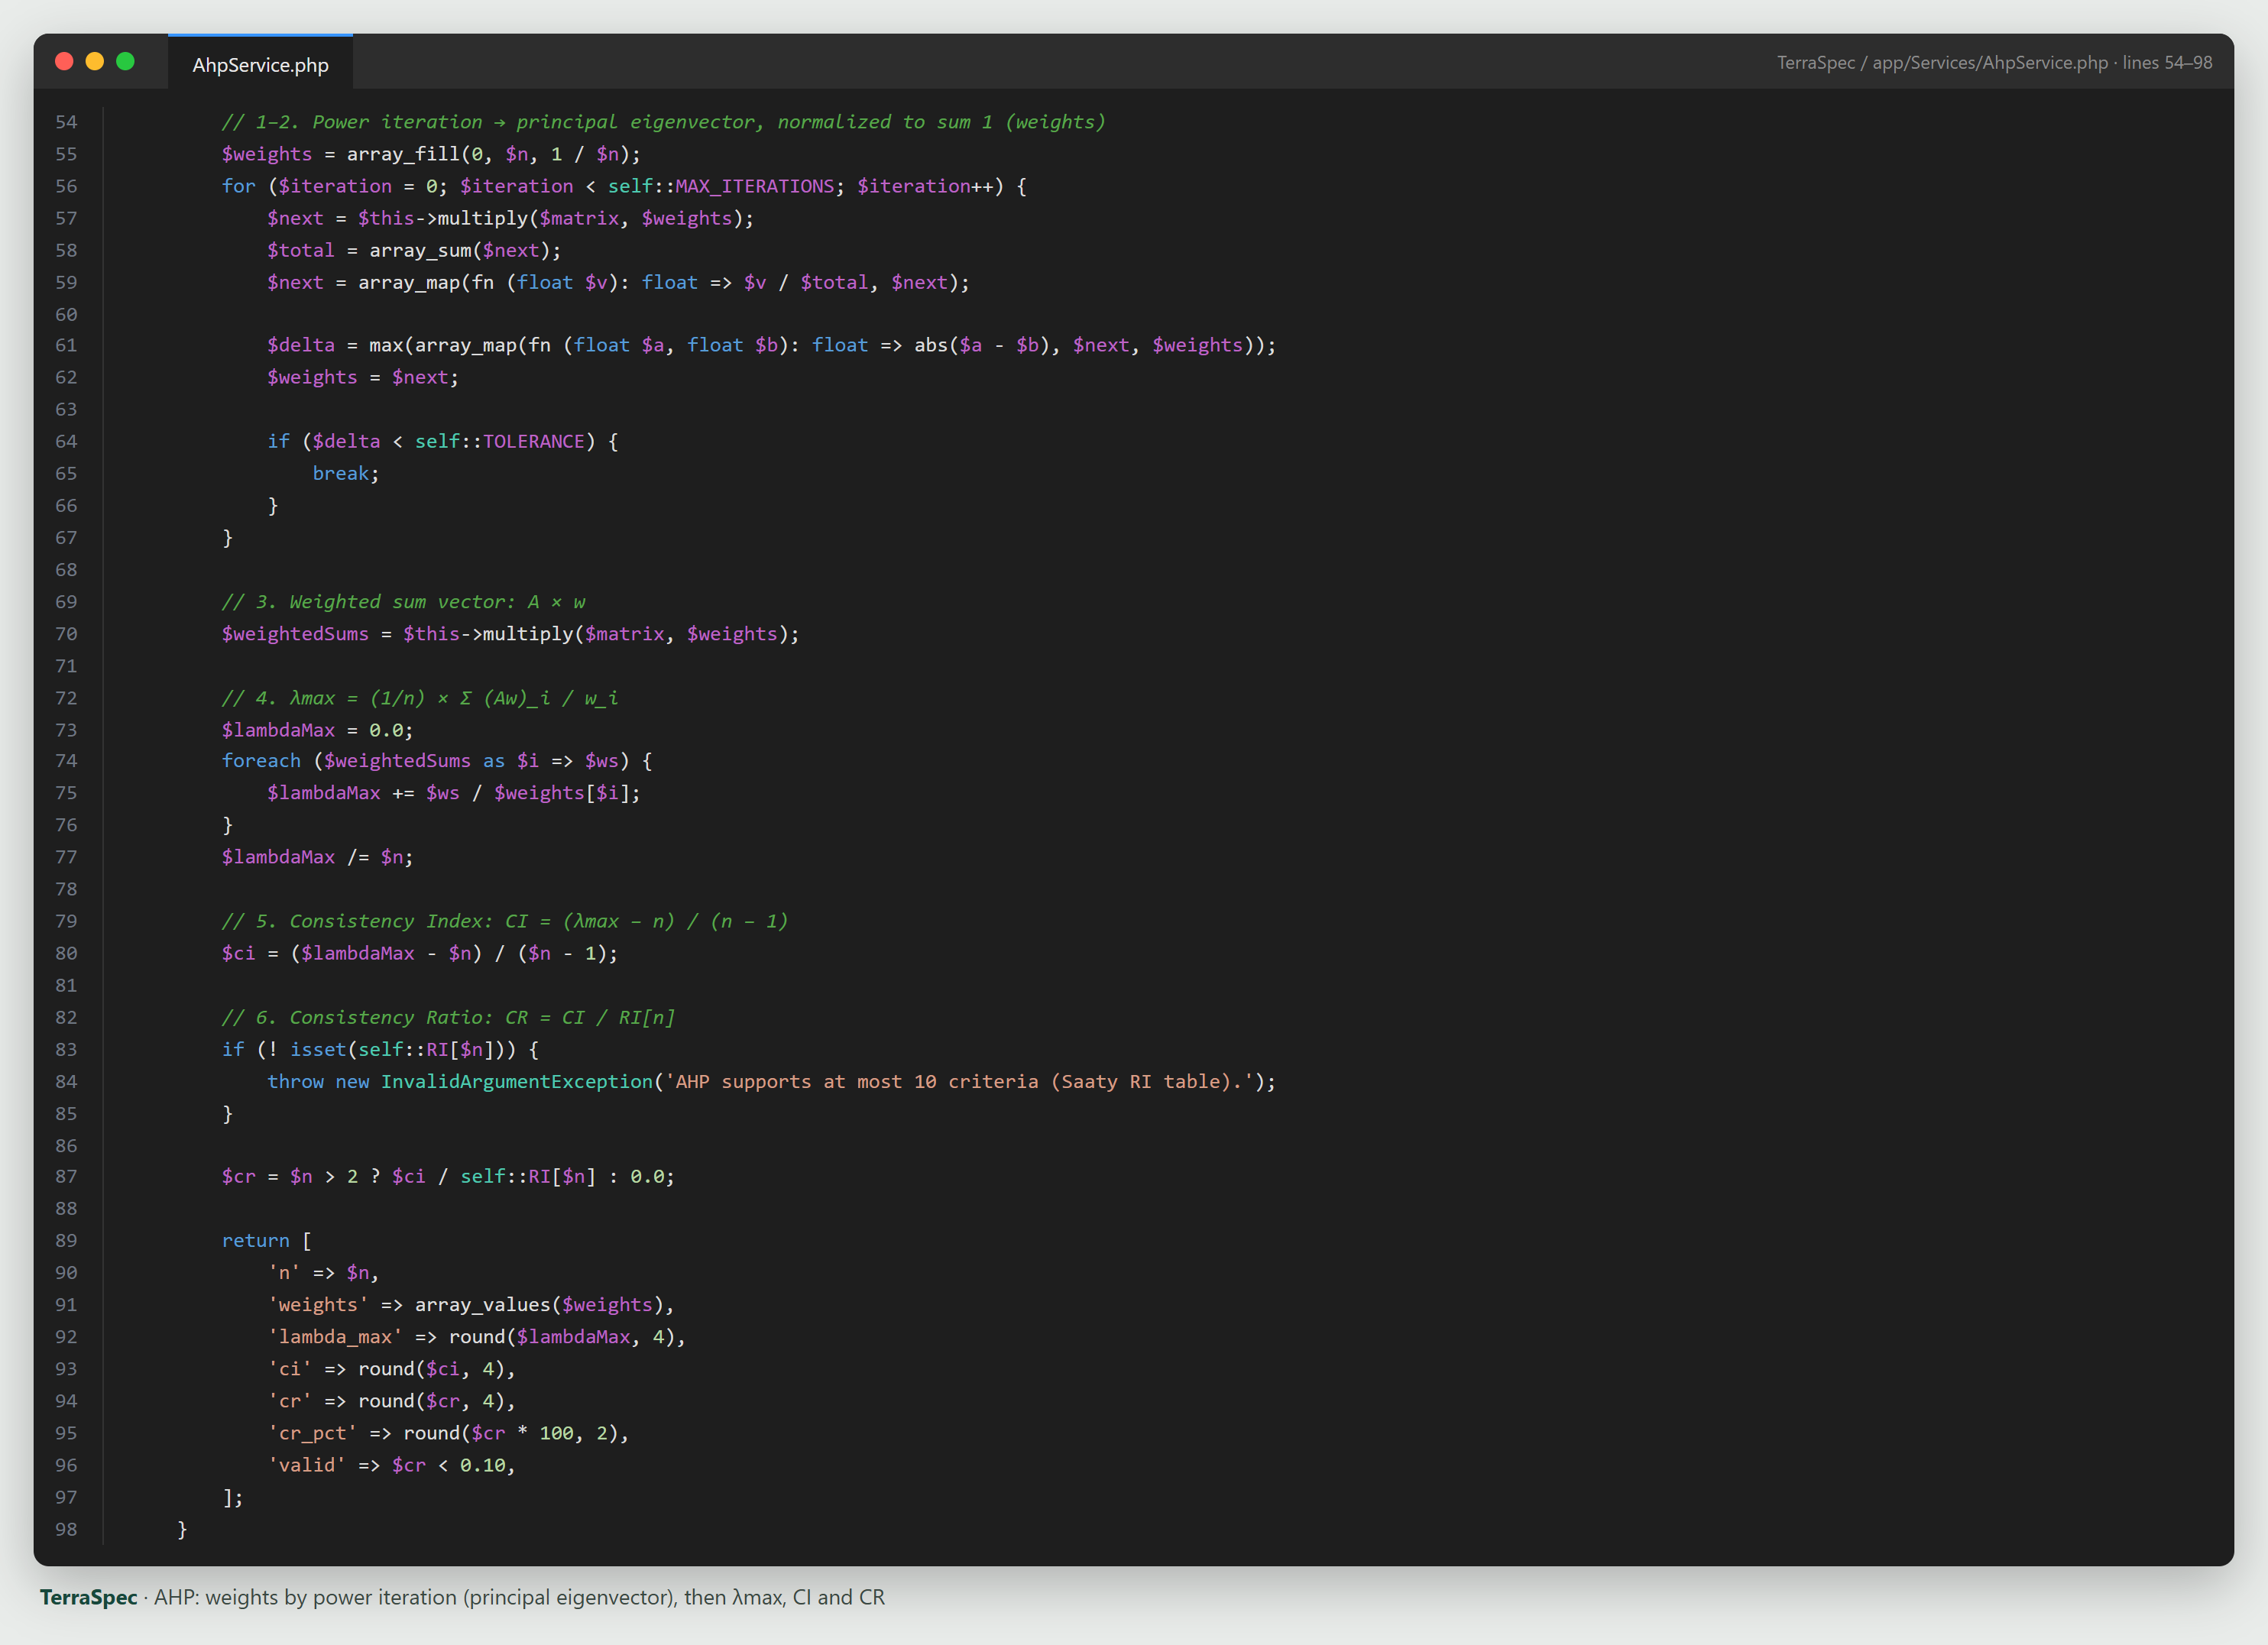 AhpService.php
TerraSpec / app/Services/AhpService.php · lines 54–98
54 // 1–2. Power iteration → principal eigenvector, normalized to sum 1 (weights)
55 $weights = array_fill(0, $n, 1 / $n);
56 for ($iteration = 0; $iteration < self::MAX_ITERATIONS; $iteration++) {
57 $next = $this->multiply($matrix, $weights);
58 $total = array_sum($next);
59 $next = array_map(fn (float $v): float => $v / $total, $next);
60
61 $delta = max(array_map(fn (float $a, float $b): float => abs($a - $b), $next, $weights));
62 $weights = $next;
63
64 if ($delta < self::TOLERANCE) {
65 break;
66 }
67 }
68
69 // 3. Weighted sum vector: A × w
70 $weightedSums = $this->multiply($matrix, $weights);
71
72 // 4. λmax = (1/n) × Σ (Aw)_i / w_i
73 $lambdaMax = 0.0;
74 foreach ($weightedSums as $i => $ws) {
75 $lambdaMax += $ws / $weights[$i];
76 }
77 $lambdaMax /= $n;
78
79 // 5. Consistency Index: CI = (λmax − n) / (n − 1)
80 $ci = ($lambdaMax - $n) / ($n - 1);
81
82 // 6. Consistency Ratio: CR = CI / RI[n]
83 if (! isset(self::RI[$n])) {
84 throw new InvalidArgumentException('AHP supports at most 10 criteria (Saaty RI table).');
85 }
86
87 $cr = $n > 2 ? $ci / self::RI[$n] : 0.0;
88
89 return [
90 'n' => $n,
91 'weights' => array_values($weights),
92 'lambda_max' => round($lambdaMax, 4),
93 'ci' => round($ci, 4),
94 'cr' => round($cr, 4),
95 'cr_pct' => round($cr * 100, 2),
96 'valid' => $cr < 0.10,
97 ];
98 }
TerraSpec · AHP: weights by power iteration (principal eigenvector), then λmax, CI and CR